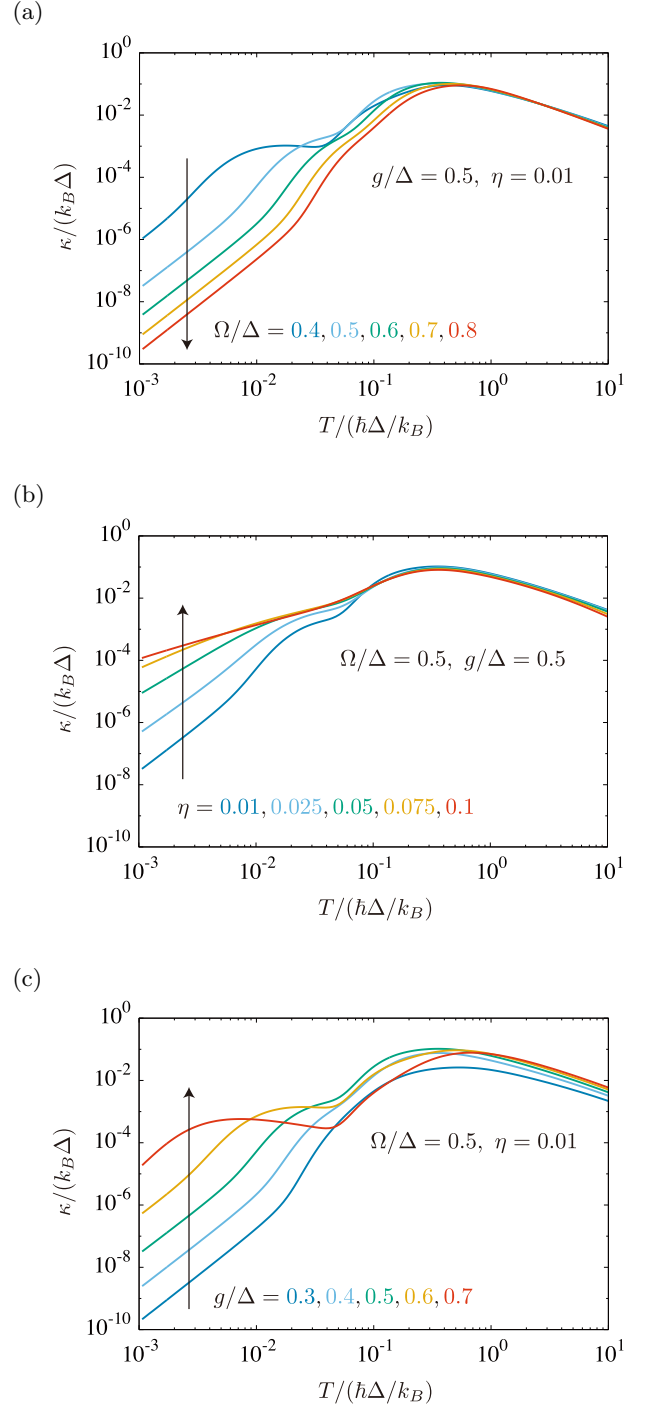 (a)
10^0
10^-2
10^-4
10^-6
10^-8
10^-10
κ/(k_BΔ)
g/Δ = 0.5, η = 0.01
Ω/Δ = 0.4, 0.5, 0.6, 0.7, 0.8
10^-3 10^-2 10^-1 10^0 10^1
T/(ħΔ/k_B)
(b)
10^0
10^-2
10^-4
10^-6
10^-8
10^-10
κ/(k_BΔ)
Ω/Δ = 0.5, g/Δ = 0.5
η = 0.01, 0.025, 0.05, 0.075, 0.1
10^-3 10^-2 10^-1 10^0 10^1
T/(ħΔ/k_B)
(c)
10^0
10^-2
10^-4
10^-6
10^-8
10^-10
κ/(k_BΔ)
Ω/Δ = 0.5, η = 0.01
g/Δ = 0.3, 0.4, 0.5, 0.6, 0.7
10^-3 10^-2 10^-1 10^0 10^1
T/(ħΔ/k_B)